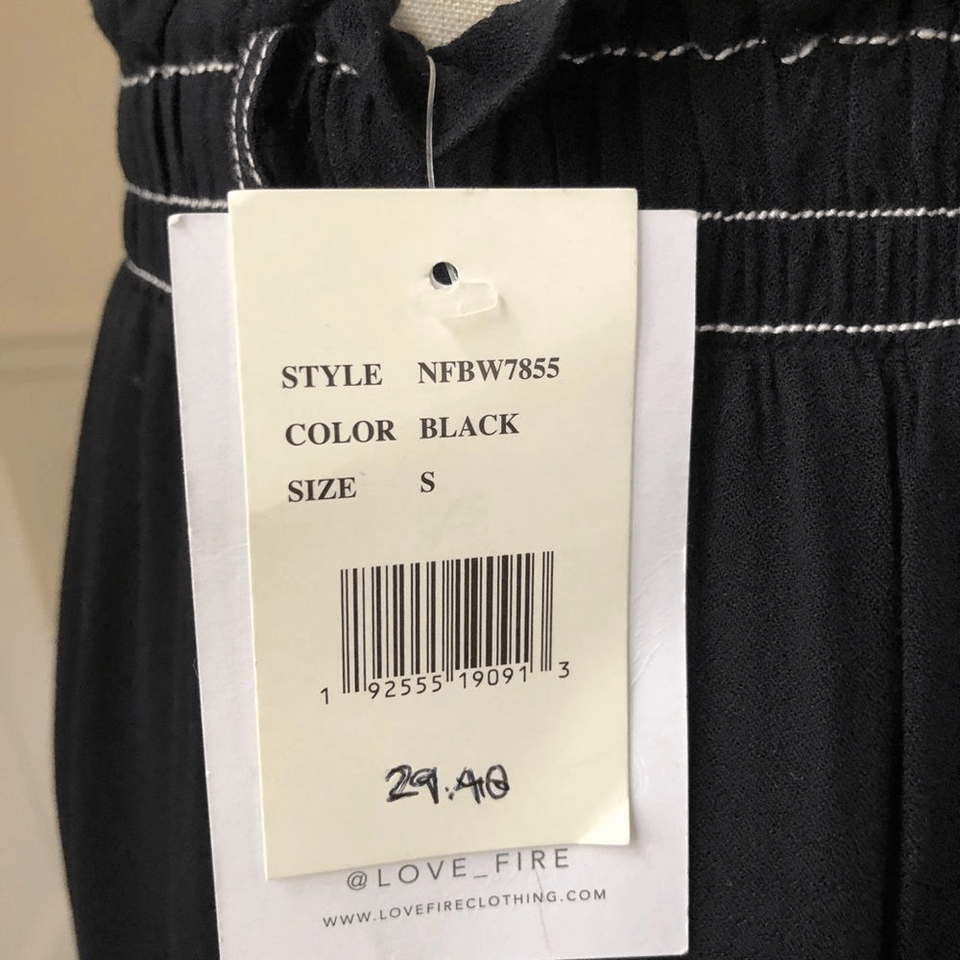 STYLE NFBW7855
COLOR BLACK
SIZE S
1 92555 19091 3
29.40
@LOVE_FIRE
WWW.LOVEFIRECLOTHING.COM